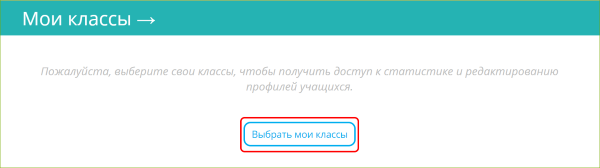 Мои классы →
Пожалуйста, выберите свои классы, чтобы получить доступ к статистике и редактированию
профилей учащихся.
Выбрать мои классы